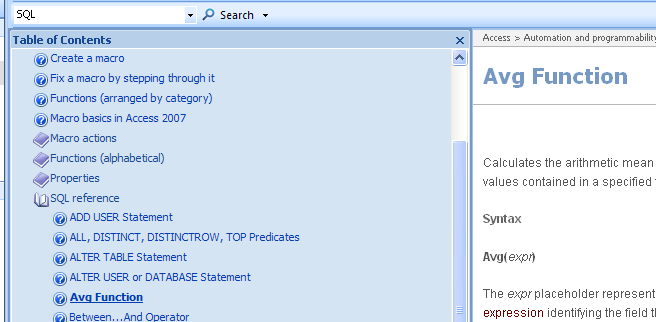 SQL
Search
Table of Contents
Create a macro
Fix a macro by stepping through it
Functions (arranged by category)
Macro basics in Access 2007
Macro actions
Functions (alphabetical)
Properties
SQL reference
ADD USER Statement
ALL, DISTINCT, DISTINCTROW, TOP Predicates
ALTER TABLE Statement
ALTER USER or DATABASE Statement
Avg Function
Between...And Operator
Access > Automation and programmability
Avg Function
Calculates the arithmetic mean
values contained in a specified
Syntax
Avg(expr)
The expr placeholder represent
expression identifying the field